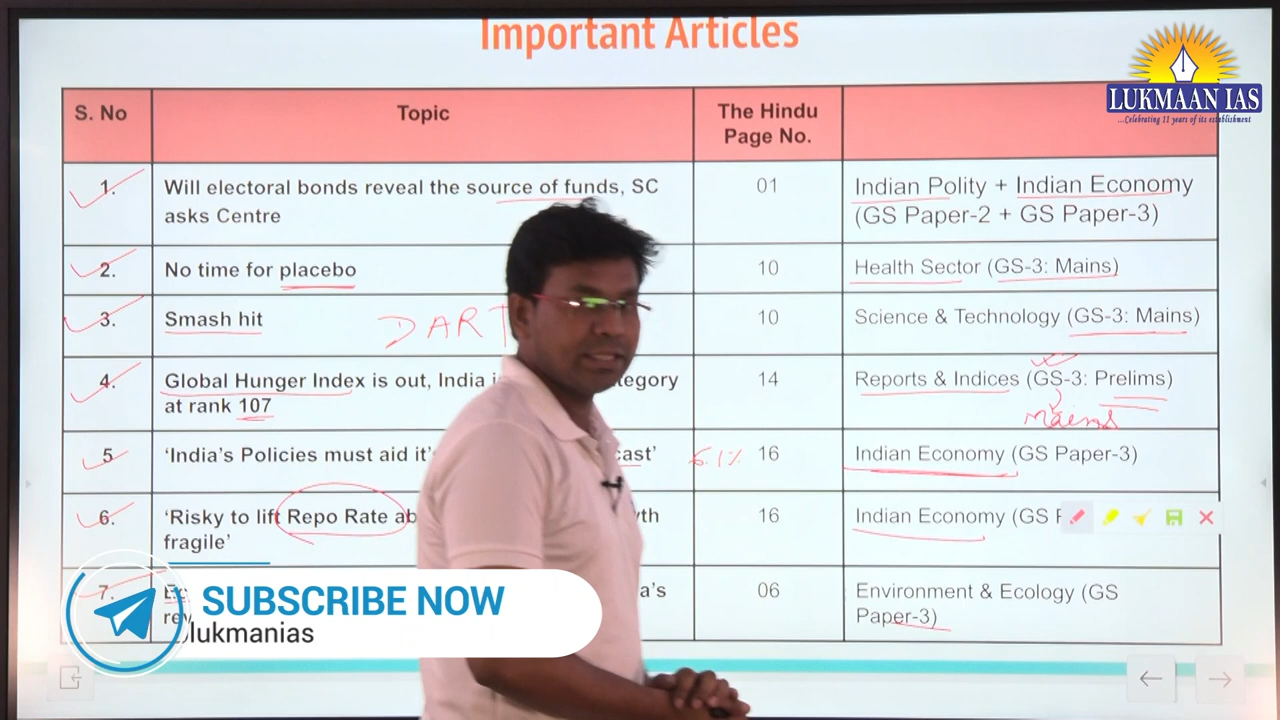 Important Articles
LUKMAAN IAS
...Celebrating 11 years of its establishment
S. No
Topic
The Hindu
Page No.
1.
Will electoral bonds reveal the source of funds, SC
asks Centre
01
Indian Polity + Indian Economy
(GS Paper-2 + GS Paper-3)
2.
No time for placebo
10
Health Sector (GS-3: Mains)
3.
Smash hit
DART
10
Science & Technology (GS-3: Mains)
4.
Global Hunger Index is out, India
at rank 107
14
Reports & Indices (GS-3: Prelims)
Mains
5
‘India's Policies must aid
6.1%
16
Indian Economy (GS Paper-3)
6.
‘Risky to lift Repo Rate
fragile’
16
Indian Economy (GS
7.
06
Environment & Ecology (GS
Paper-3)
SUBSCRIBE NOW
lukmanias